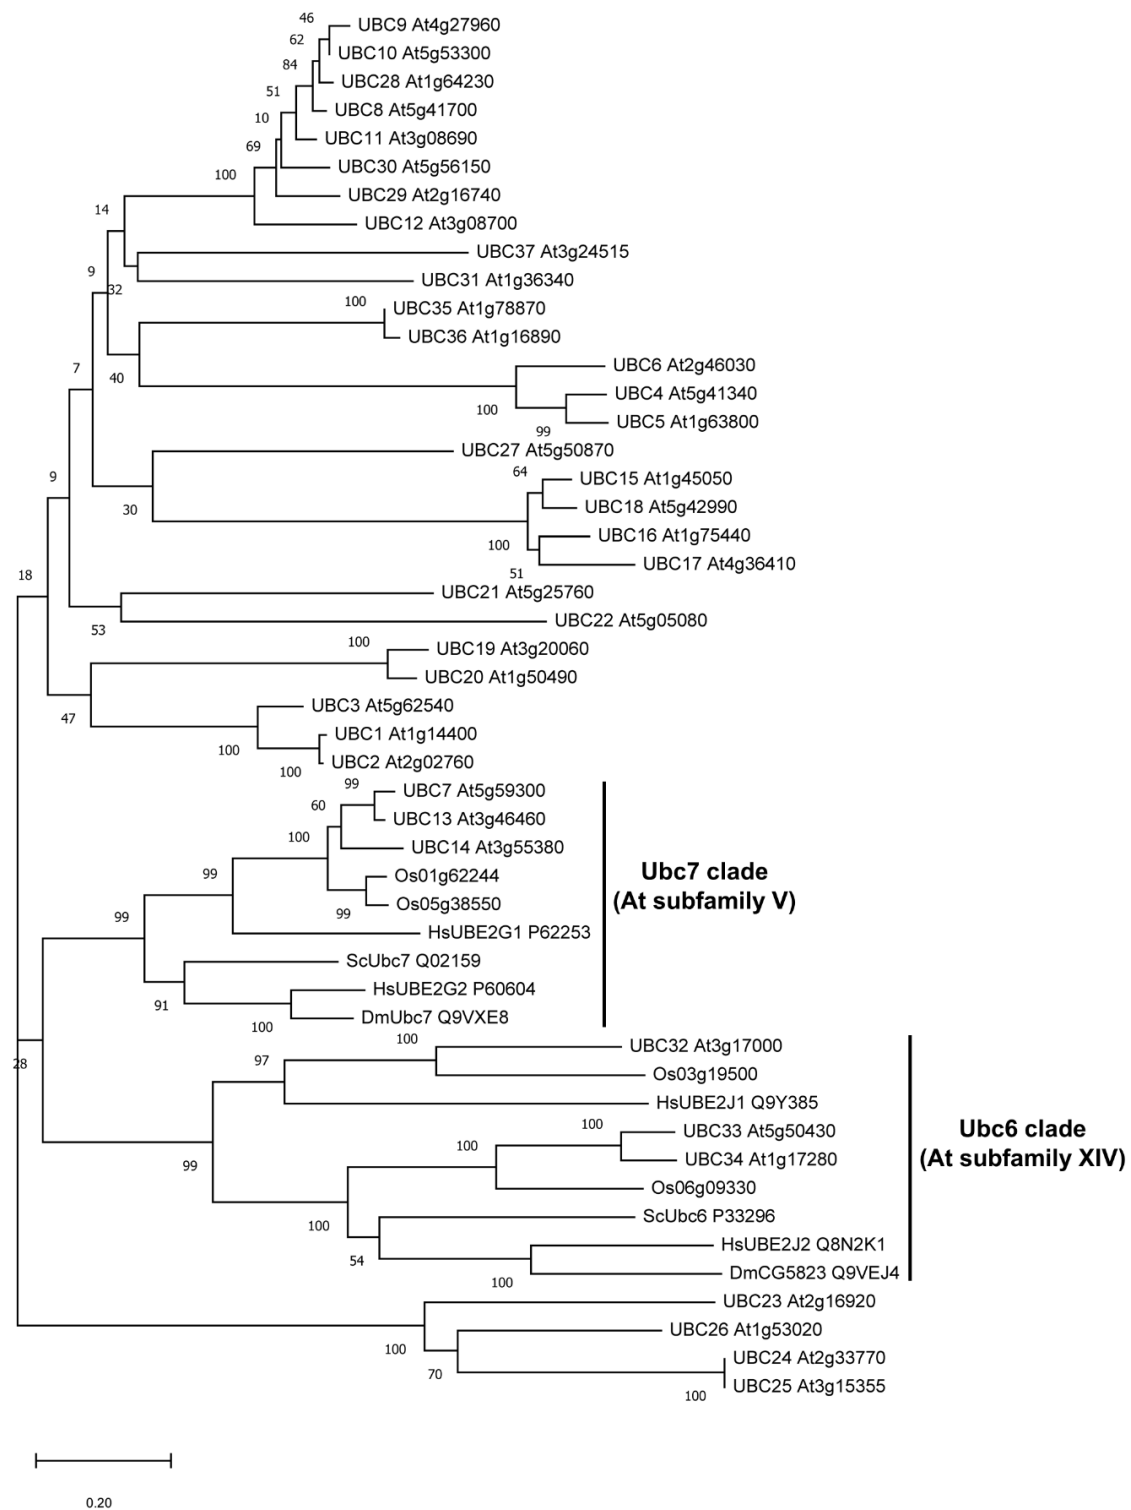 46
UBC9 At4g27960
62
UBC10 At5g53300
84
UBC28 At1g64230
51
UBC8 At5g41700
10
UBC11 At3g08690
69
UBC30 At5g56150
100
UBC29 At2g16740
14
UBC12 At3g08700
UBC37 At3g24515
9
32
UBC31 At1g36340
100
UBC35 At1g78870
UBC36 At1g16890
7
UBC6 At2g46030
40
UBC4 At5g41340
100
UBC5 At1g63800
99
UBC27 At5g50870
9
64
UBC15 At1g45050
30
UBC18 At5g42990
UBC16 At1g75440
100
UBC17 At4g36410
51
18
UBC21 At5g25760
UBC22 At5g05080
53
100
UBC19 At3g20060
UBC20 At1g50490
47
UBC3 At5g62540
UBC1 At1g14400
100
UBC2 At2g02760
100
99
UBC7 At5g59300
60
UBC13 At3g46460
100
UBC14 At3g55380
99
Os01g62244
99
Os05g38550
99
HsUBE2G1 P62253
ScUbc7 Q02159
91
HsUBE2G2 P60604
100
DmUbc7 Q9VXE8
Ubc7 clade
(At subfamily V)
28
100
UBC32 At3g17000
97
Os03g19500
HsUBE2J1 Q9Y385
100
UBC33 At5g50430
100
UBC34 At1g17280
99
Os06g09330
100
ScUbc6 P33296
54
HsUBE2J2 Q8N2K1
100
DmCG5823 Q9VEJ4
Ubc6 clade
(At subfamily XIV)
UBC23 At2g16920
100
UBC26 At1g53020
70
UBC24 At2g33770
100
UBC25 At3g15355
0.20